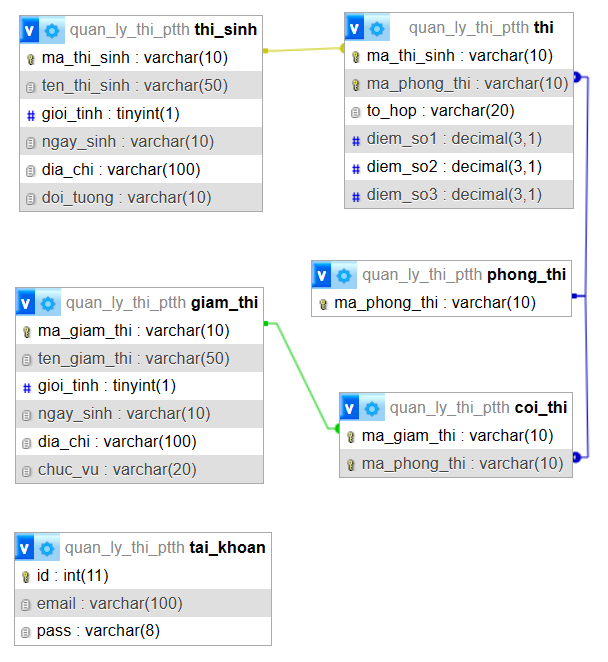 v quan_ly_thi_ptth thi_sinh
ma_thi_sinh : varchar(10)
ten_thi_sinh : varchar(50)
# gioi_tinh : tinyint(1)
ngay_sinh : varchar(10)
dia_chi : varchar(100)
doi_tuong : varchar(10)
v quan_ly_thi_ptth thi
ma_thi_sinh : varchar(10)
ma_phong_thi : varchar(10)
to_hop : varchar(20)
# diem_so1 : decimal(3,1)
# diem_so2 : decimal(3,1)
# diem_so3 : decimal(3,1)
v quan_ly_thi_ptth phong_thi
ma_phong_thi : varchar(10)
v quan_ly_thi_ptth giam_thi
ma_giam_thi : varchar(10)
ten_giam_thi : varchar(50)
# gioi_tinh : tinyint(1)
ngay_sinh : varchar(10)
dia_chi : varchar(100)
chuc_vu : varchar(20)
v quan_ly_thi_ptth coi_thi
ma_giam_thi : varchar(10)
ma_phong_thi : varchar(10)
v quan_ly_thi_ptth tai_khoan
id : int(11)
email : varchar(100)
pass : varchar(8)